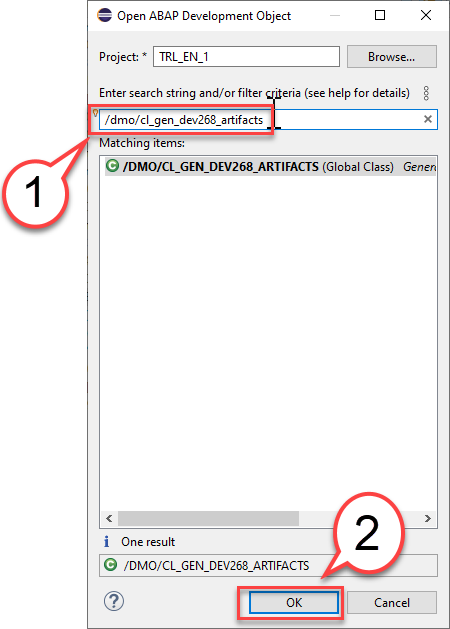 Open ABAP Development Object
Project: * TRL_EN_1 Browse...
Enter search string and/or filter criteria (see help for details)
/dmo/cl_gen_dev268_artifacts
Matching items:
1
/DMO/CL_GEN_DEV268_ARTIFACTS (Global Class) Gener
One result
2
/DMO/CL_GEN_DEV268_ARTIFACTS
OK Cancel